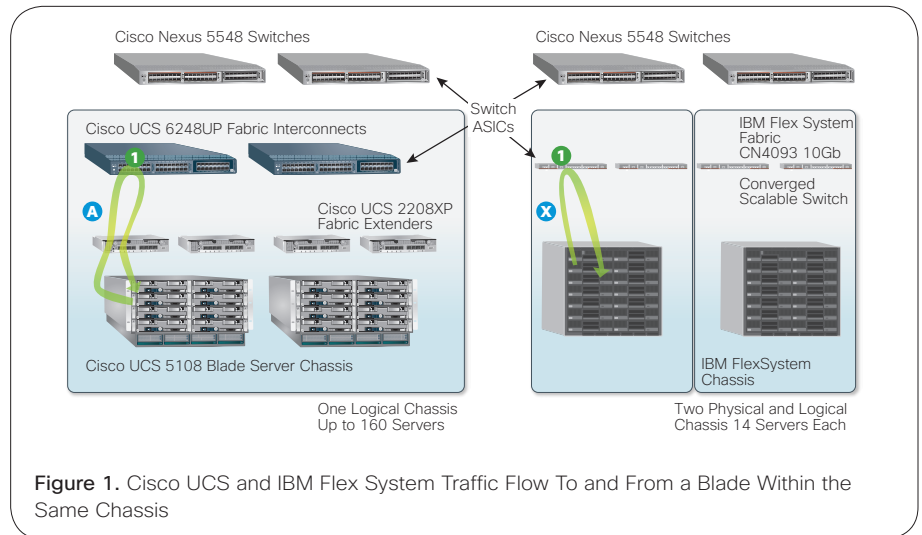 Cisco Nexus 5548 Switches
Cisco Nexus 5548 Switches
Switch
ASICs
Cisco UCS 6248UP Fabric Interconnects
1
A
Cisco UCS 2208XP
Fabric Extenders
Cisco UCS 5108 Blade Server Chassis
One Logical Chassis
Up to 160 Servers
1
X
IBM Flex System
Fabric
CN4093 10Gb
Converged
Scalable Switch
IBM FlexSystem
Chassis
Two Physical and Logical
Chassis 14 Servers Each
Figure 1. Cisco UCS and IBM Flex System Traffic Flow To and From a Blade Within the
Same Chassis